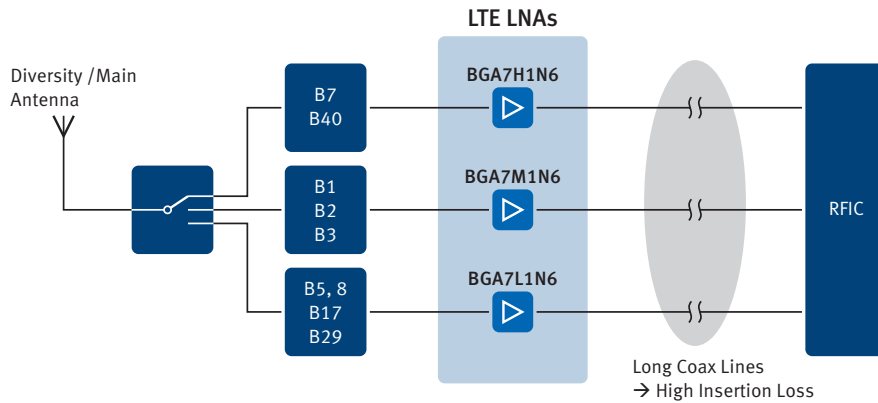 LTE LNAs
Diversity /Main
Antenna
B7
B40
BGA7H1N6
B1
B2
B3
BGA7M1N6
RFIC
B5, 8
B17
B29
BGA7L1N6
Long Coax Lines
→ High Insertion Loss